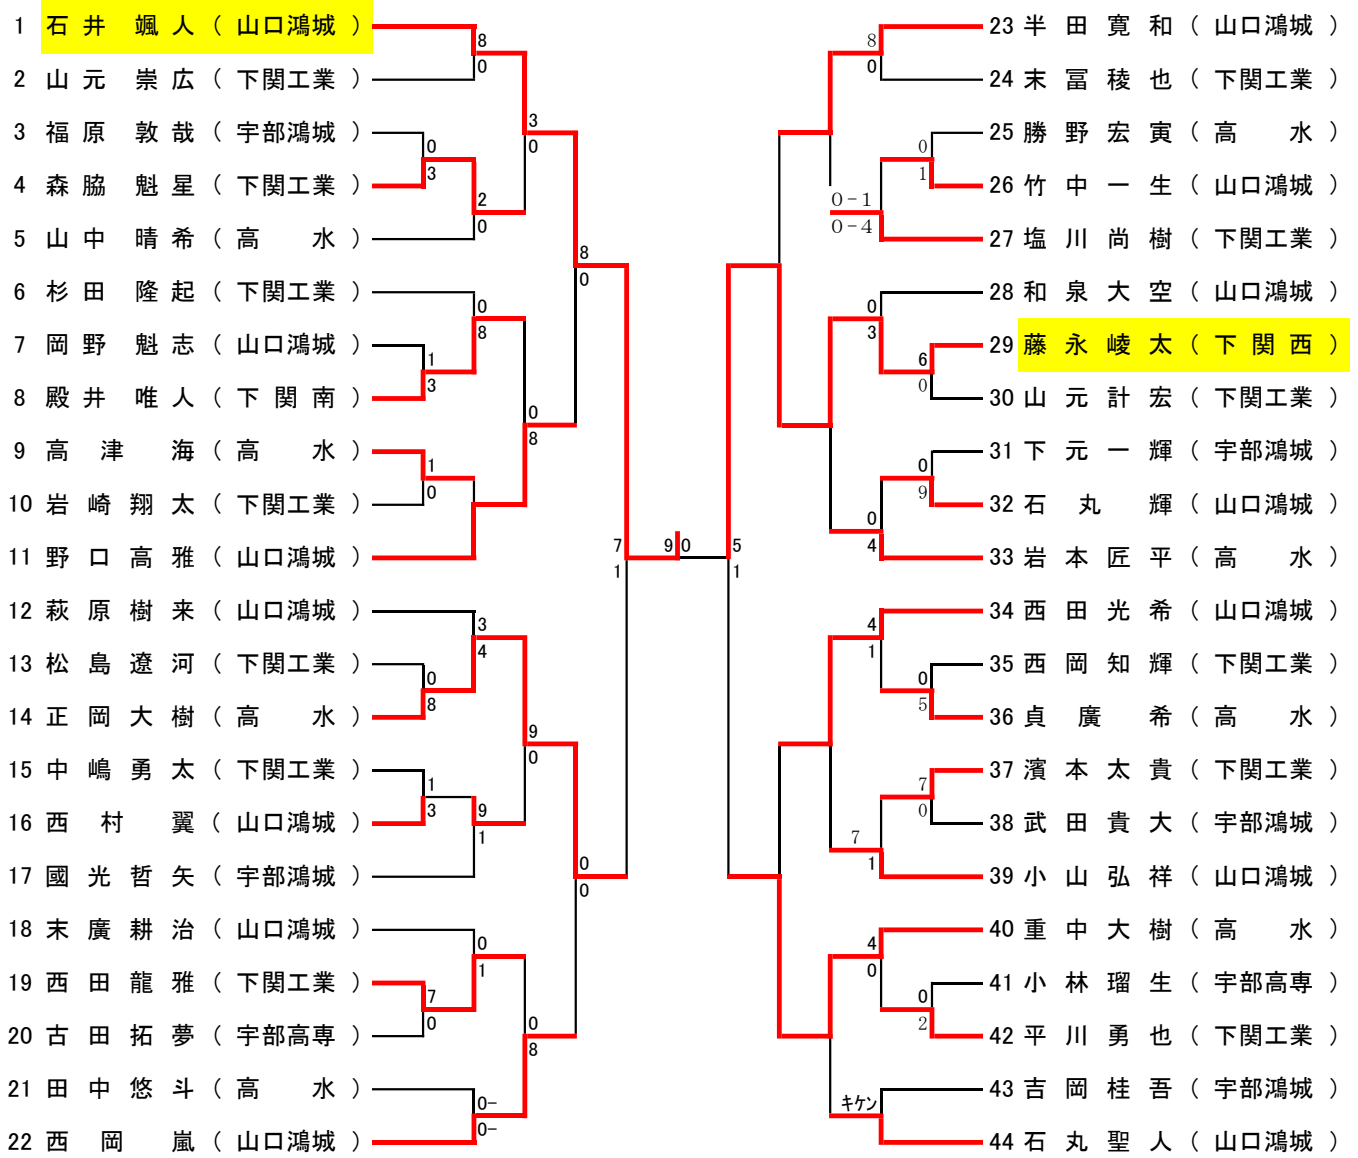 1 石井 颯人 ( 山口鴻城 )
2 山元 崇広 ( 下関工業 )
3 福原 敦哉 ( 宇部鴻城 )
4 森脇 魁星 ( 下関工業 )
5 山中 晴希 ( 高 水 )
6 杉田 隆起 ( 下関工業 )
7 岡野 魁志 ( 山口鴻城 )
8 殿井 唯人 ( 下関南 )
9 高津 海 ( 高 水 )
10 岩崎翔太 ( 下関工業 )
11 野口高雅 ( 山口鴻城 )
12 萩原樹来 ( 山口鴻城 )
13 松島遼河 ( 下関工業 )
14 正岡大樹 ( 高 水 )
15 中嶋勇太 ( 下関工業 )
16 西村 翼 ( 山口鴻城 )
17 國光哲矢 ( 宇部鴻城 )
18 末廣耕治 ( 山口鴻城 )
19 西田龍雅 ( 下関工業 )
20 古田拓夢 ( 宇部高専 )
21 田中悠斗 ( 高 水 )
22 西岡 嵐 ( 山口鴻城 )
8
0
0
3
2
0
3
0
0
8
1
3
1
0
0
8
8
0
3
4
0
8
1
3
9
1
9
0
0
1
7
0
0-
0-
0
8
0
0
7
1
9 0
5
1
8
0
0
1
0-1
0-4
0
3
6
0
0
9
0
4
4
1
0
5
7
0
7
1
4
0
0
2
キケン
23 半田寛和 ( 山口鴻城 )
24 末冨稜也 ( 下関工業 )
25 勝野宏寅 ( 高 水 )
26 竹中一生 ( 山口鴻城 )
27 塩川尚樹 ( 下関工業 )
28 和泉大空 ( 山口鴻城 )
29 藤永崚太 ( 下関西 )
30 山元計宏 ( 下関工業 )
31 下元一輝 ( 宇部鴻城 )
32 石丸 輝 ( 山口鴻城 )
33 岩本匠平 ( 高 水 )
34 西田光希 ( 山口鴻城 )
35 西岡知輝 ( 下関工業 )
36 貞廣希 ( 高 水 )
37 濱本太貴 ( 下関工業 )
38 武田貴大 ( 宇部鴻城 )
39 小山弘祥 ( 山口鴻城 )
40 重中大樹 ( 高 水 )
41 小林瑠生 ( 宇部高専 )
42 平川勇也 ( 下関工業 )
43 吉岡桂吾 ( 宇部鴻城 )
44 石丸聖人 ( 山口鴻城 )